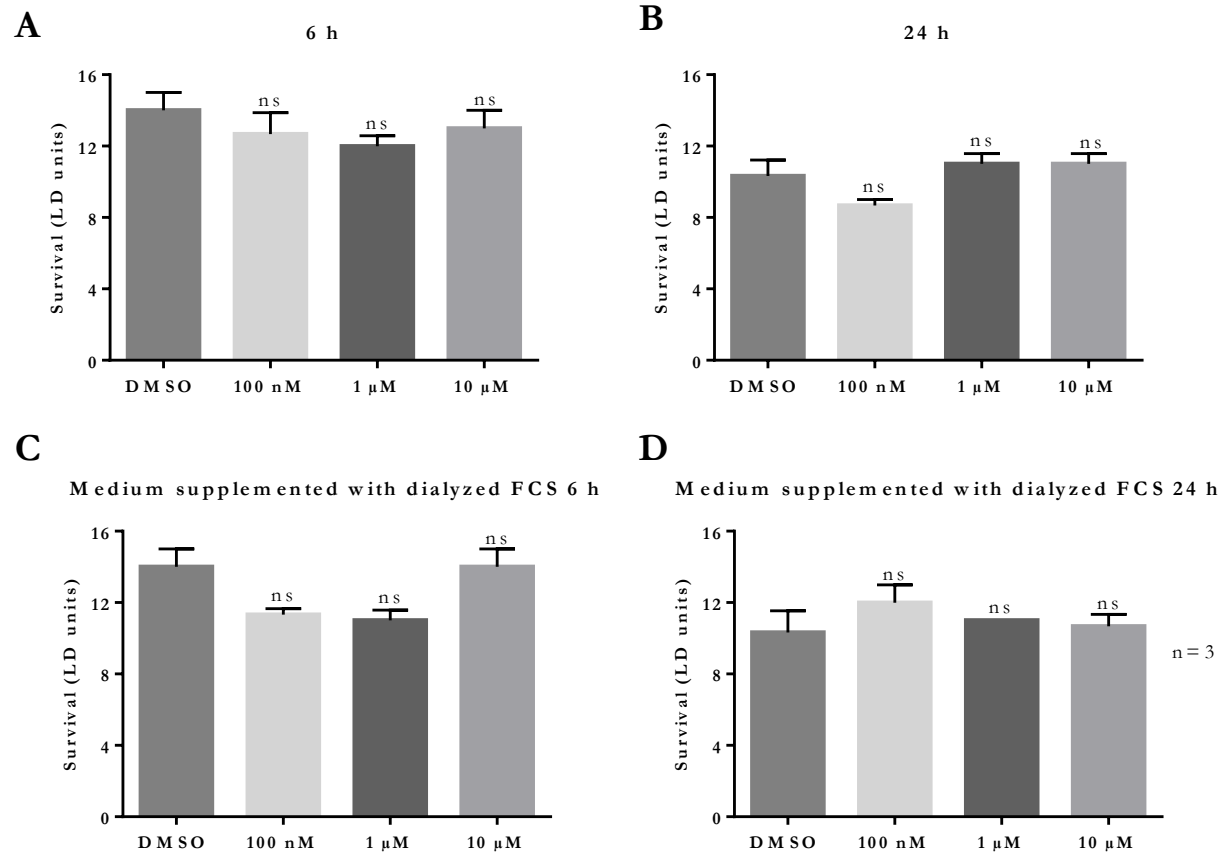 A
6 h
Survival (LD units)
16
12
8
4
0
ns
ns
ns
DMSO
100 nM
1 µM
10 µM
B
24 h
Survival (LD units)
16
12
8
4
0
ns
ns
ns
DMSO
100 nM
1 µM
10 µM
C
Medium supplemented with dialyzed FCS 6 h
Survival (LD units)
16
12
8
4
0
ns
ns
ns
DMSO
100 nM
1 µM
10 µM
D
Medium supplemented with dialyzed FCS 24 h
Survival (LD units)
16
12
8
4
0
ns
ns
ns
n = 3
DMSO
100 nM
1 µM
10 µM